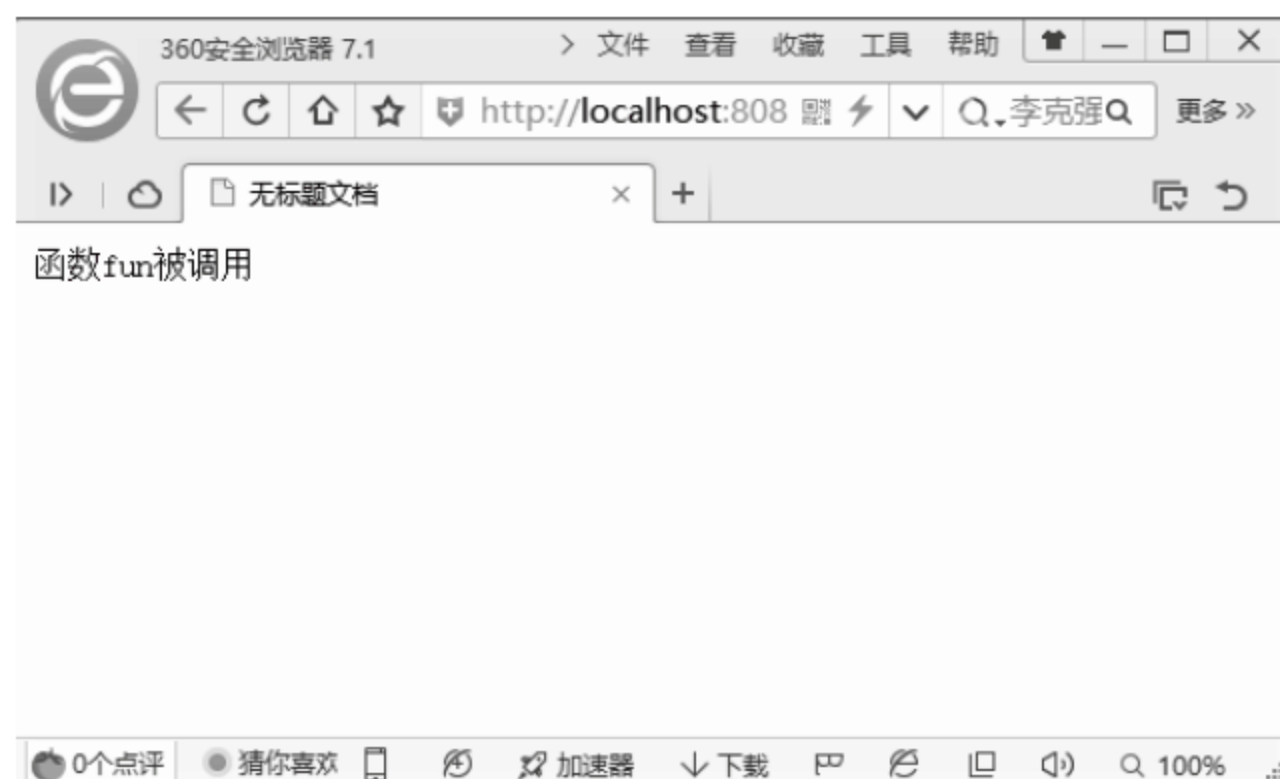 360安全浏览器 7.1 > 文件 查看 收藏 工具 帮助
http://localhost:808 李克强 更多 »
无标题文档
函数fun被调用
0个点评 猜你喜欢 加速器 下载 100%